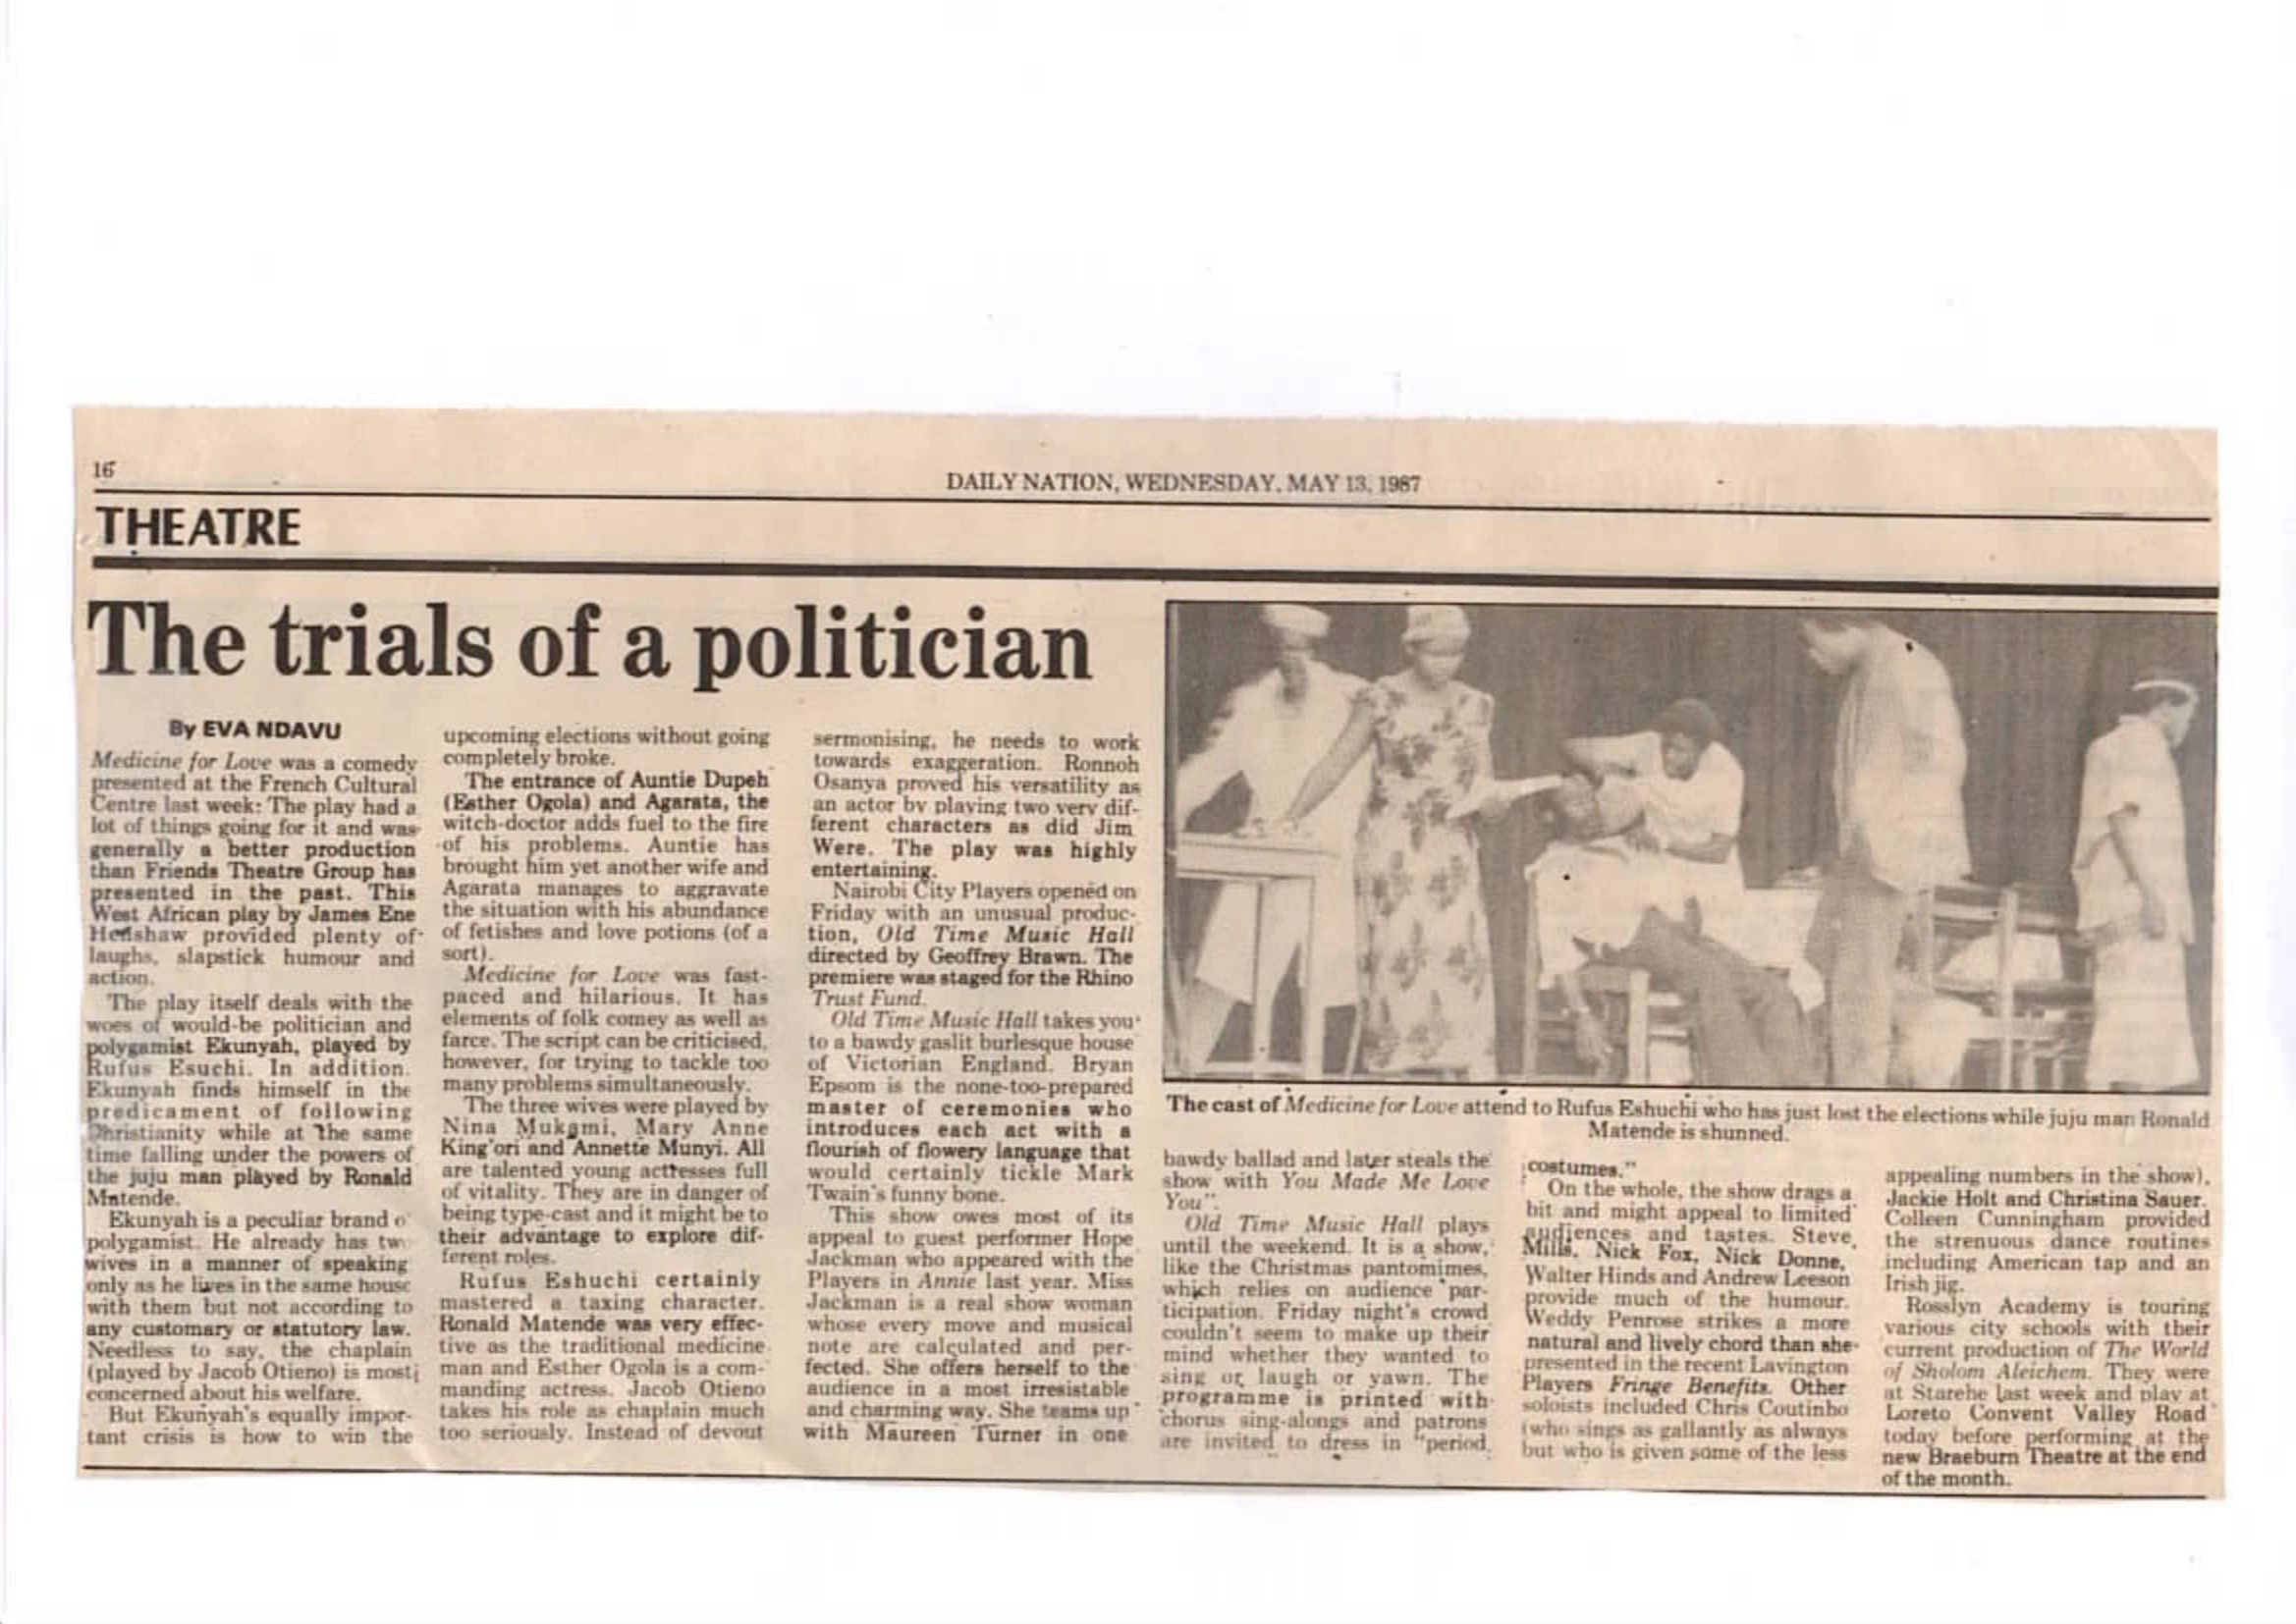 16
DAILY NATION, WEDNESDAY, MAY 13, 1987
THEATRE
The trials of a politician
By EVA NDAVU
Medicine for Love was a comedy
presented at the French Cultural
Centre last week: The play had a
lot of things going for it and was
generally a better production
than Friends Theatre Group has
presented in the past. This
West African play by James Ene
Henshaw provided plenty of
laughs, slapstick humour and
action.
The play itself deals with the
woes of would-be politician and
polygamist Ekunyah, played by
Rufus Esuchi. In addition.
Ekunyah finds himself in the
predicament of following
Christianity while at the same
time falling under the powers of
the juju man played by Ronald
Matende.
Ekunyah is a peculiar brand o
polygamist. He already has tw
wives in a manner of speaking
only as he lives in the same house
with them but not according to
any customary or statutory law.
Needless to say, the chaplain
(played by Jacob Otieno) is most
concerned about his welfare.
But Ekunyah's equally impor-
tant crisis is how to win the
upcoming elections without going
completely broke.
The entrance of Auntie Dupeh
(Esther Ogola) and Agarata, the
witch-doctor adds fuel to the fire
of his problems. Auntie has
brought him yet another wife and
Agarata manages to aggravate
the situation with his abundance
of fetishes and love potions (of a
sort).
Medicine for Love was fast-
paced and hilarious. It has
elements of folk comey as well as
farce. The script can be criticised,
however, for trying to tackle too
many problems simultaneously.
The three wives were played by
Nina Mukami, Mary Anne
King'ori and Annette Munyi. All
are talented young actresses full
of vitality. They are in danger of
being type-cast and it might be to
their advantage to explore dif-
ferent roles.
Rufus Eshuchi certainly
mastered a taxing character.
Ronald Matende was very effec-
tive as the traditional medicine
man and Esther Ogola is a com-
manding actress. Jacob Otieno
takes his role as chaplain much
too seriously. Instead of devout
sermonising, he needs to work
towards exaggeration. Ronnoh
Osanya proved his versatility as
an actor by playing two very dif-
ferent characters as did Jim
Were. The play was highly
entertaining.
Nairobi City Players opened on
Friday with an unusual produc-
tion, Old Time Music Hall
directed by Geoffrey Brawn. The
premiere was staged for the Rhino
Trust Fund.
Old Time Music Hall takes you
to a bawdy gaslit burlesque house
of Victorian England. Bryan
Epsom is the none-too-prepared
master of ceremonies who
introduces each act with a
flourish of flowery language that
would certainly tickle Mark
Twain's funny bone.
This show owes most of its
appeal to guest performer Hope
Jackman who appeared with the
Players in Annie last year. Miss
Jackman is a real show woman
whose every move and musical
note are calculated and per-
fected. She offers herself to the
audience in a most irresistable
and charming way. She teams up
with Maureen Turner in one
The cast of Medicine for Love attend to Rufus Eshuchi who has just lost the elections while juju man Ronald
Matende is shunned.
bawdy ballad and later steals the
show with You Made Me Love
You".
Old Time Music Hall plays
until the weekend. It is a show,
like the Christmas pantomimes,
which relies on audience par-
ticipation. Friday night's crowd
couldn't seem to make up their
mind whether they wanted to
sing or laugh or yawn. The
programme is printed with
chorus sing-alongs and patrons
are invited to dress in "period
costumes."
On the whole, the show drags a
bit and might appeal to limited
audiences and tastes. Steve
Mills, Nick Fox, Nick Donne,
Walter Hinds and Andrew Leeson
provide much of the humour.
Weddy Penrose strikes a more
natural and lively chord than she
presented in the recent Lavington
Players Fringe Benefits. Other
soloists included Chris Coutinho
(who sings as gallantly as always
but who is given some of the less
appealing numbers in the show),
Jackie Holt and Christina Sauer.
Colleen Cunningham provided
the strenuous dance routines
including American tap and an
Irish jig.
Rosslyn Academy is touring
various city schools with their
current production of The World
of Sholom Aleichem. They were
at Starehe last week and play at
Loreto Convent Valley Road
today before performing at the
new Braeburn Theatre at the end
of the month.